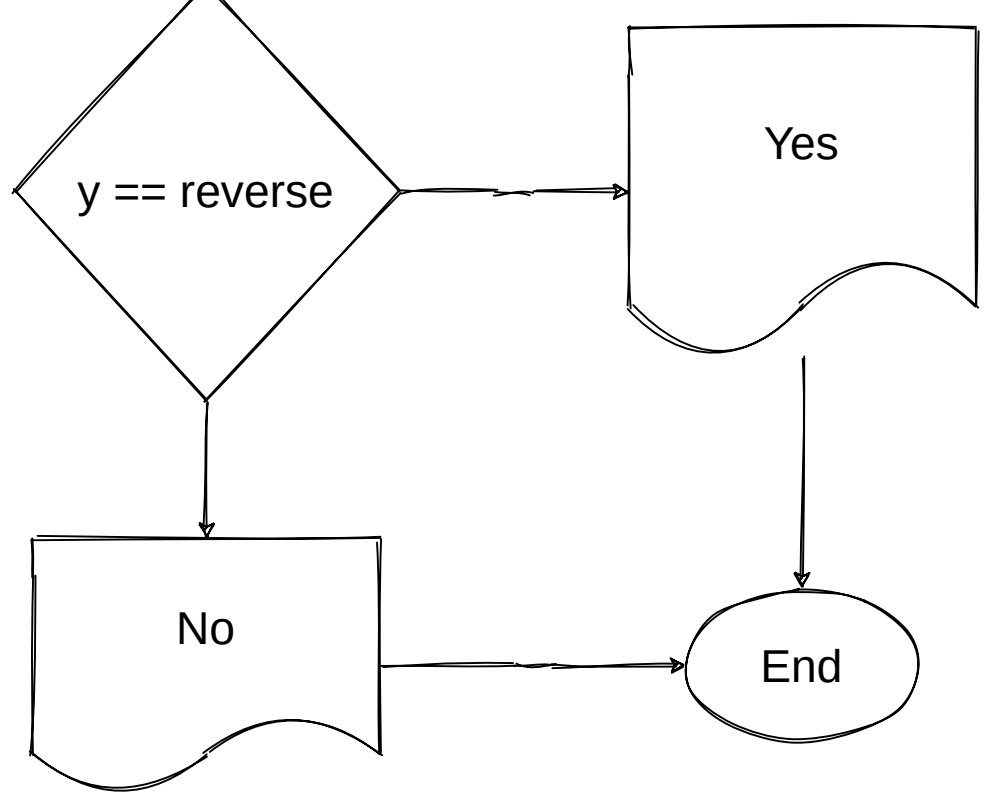 y == reverse
Yes
No
End